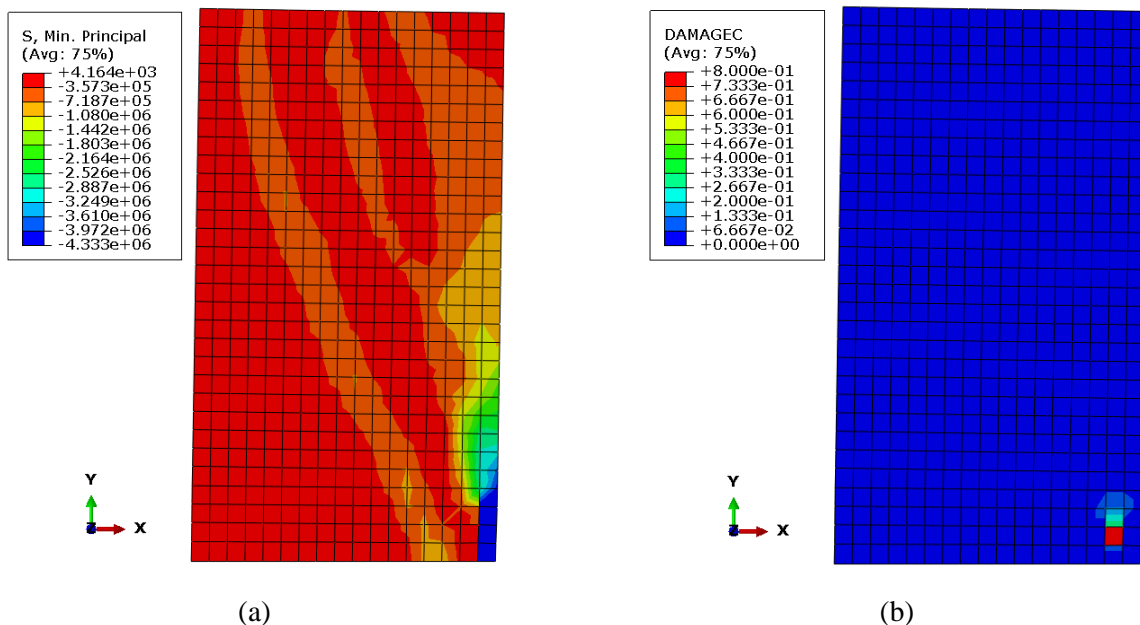 S, Min. Principal
(Avg: 75%)
+4.164e+03
-3.573e+05
-7.187e+05
-1.080e+06
-1.442e+06
-1.803e+06
-2.164e+06
-2.526e+06
-2.887e+06
-3.249e+06
-3.610e+06
-3.972e+06
-4.333e+06
Y
X
(a)
DAMAGEC
(Avg: 75%)
+8.000e-01
+7.333e-01
+6.667e-01
+6.000e-01
+5.333e-01
+4.667e-01
+4.000e-01
+3.333e-01
+2.667e-01
+2.000e-01
+1.333e-01
+6.667e-02
+0.000e+00
Y
X
(b)